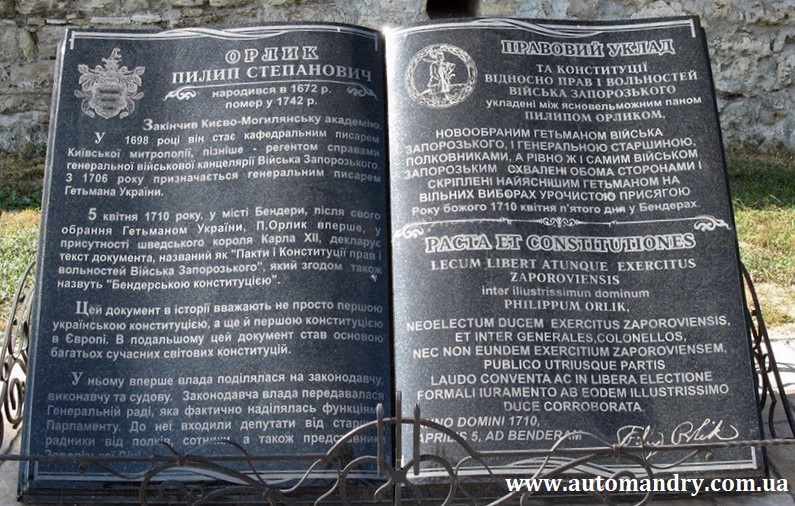 ОРЛИК
ПИЛИП СТЕПАНОВИЧ
народився в 1672 р.
помер у 1742 р.
Закінчив Києво-Могилянську академію.
У 1698 році він стає кафедральним писарем
Київської митрополії, пізніше - регентом справами
генеральної військової канцелярії Війська Запорозького.
З 1706 року призначається генеральним писарем
Гетьмана України.
5 квітня 1710 року, у місті Бендери, після свого
обрання Гетьманом України, П.Орлик вперше, у
присутності шведського короля Карла XII, декларує
текст документа, названий як "Пакти і Конституції прав і
вольностей Війська Запорозького", який згодом також
назвуть "Бендерською конституцією".
Цей документ в історії вважають не просто першою
українською конституцією, а ще й першою конституцією
в Європі. В подальшому цей документ став основою
багатьох сучасних світових конституцій.
У ньому вперше влада поділялася на законодавчу,
виконавчу та судову. Законодавча влада передавалася
Генеральній раді, яка фактично наділялась функціями
Парламенту. До неї входили депутати від
радники від полків, а також
ПРАВОВИЙ УКЛАД
ТА КОНСТИТУЦІЇ
ВІДНОСНО ПРАВ І ВОЛЬНОСТЕЙ
ВІЙСЬКА ЗАПОРОЗЬКОГО
укладені між ясновельможним паном
ПИЛИПОМ ОРЛИКОМ.
НОВООБРАНИМ ГЕТЬМАНОМ ВІЙСЬКА
ЗАПОРОЗЬКОГО, І ГЕНЕРАЛЬНОЮ СТАРШИНОЮ,
ПОЛКОВНИКАМИ, А РІВНО Ж І САМИМ ВІЙСЬКОМ
ЗАПОРОЗЬКИМ СХВАЛЕНІ ОБОМА СТОРОНАМИ І
СКРІПЛЕНІ НАЙЯСНІШИМ ГЕТЬМАНОМ НА
ВІЛЬНИХ ВИБОРАХ УРОЧИСТОЮ ПРИСЯГОЮ
Року божого 1710 квітня п'ятого дня у Бендерах.
PACTA ET CONSTITUTIONES
LECUM LIBERT ATUNQUE EXERCITUS
ZAPOROVIENSIS
inter illustrissimun dominum
PHILIPPUM ORLIK,
NEOELECTUM DUCEM EXERCITUS ZAPOROVIENSIS,
ET INTER GENERALES,COLONELLOS,
NEC NON EUNDEM EXERCITIUM ZAPOROVIENSEM,
PUBLICO UTRIUSQUE PARTIS
LAUDO CONVENTA AC IN LIBERA ELECTIONE
FORMALI IURAMENTO AB EODEM ILLUSTRISSIMO
DUCE CORROBORATA,
DOMINI 1710,
APRILIS 5, AD BENDERAM
www.automandry.com.ua